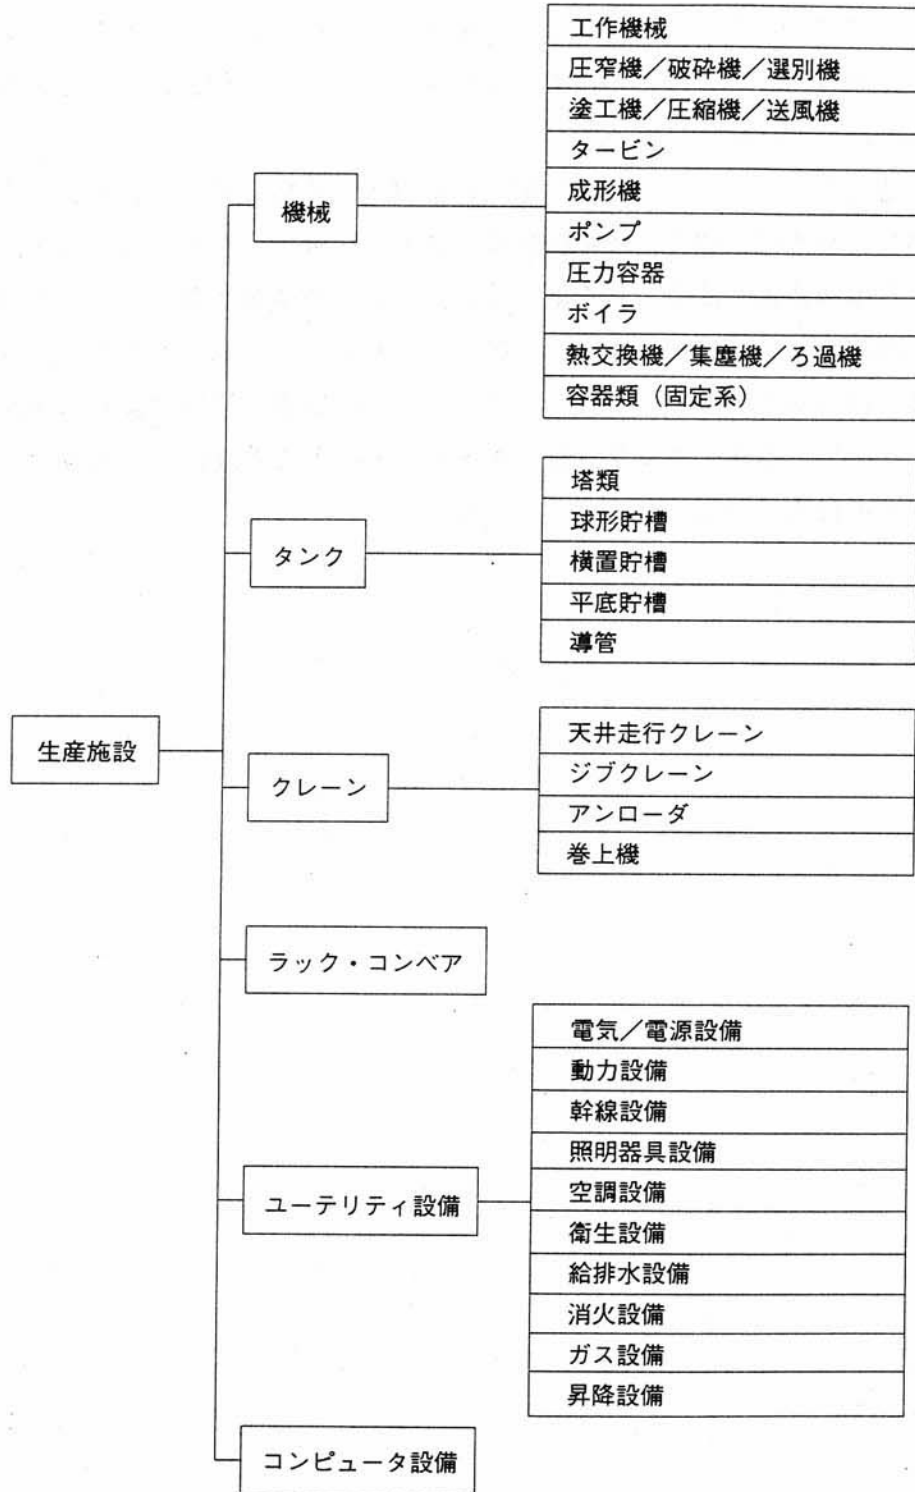 生産施設
機械
工作機械
圧窄機／破砕機／選別機
塗工機／圧縮機／送風機
タービン
成形機
ポンプ
圧力容器
ボイラ
熱交換機／集塵機／ろ過機
容器類（固定系）
タンク
塔類
球形貯槽
横置貯槽
平底貯槽
導管
クレーン
天井走行クレーン
ジブクレーン
アンローダ
巻上機
ラック・コンベア
ユーテリティ設備
電気／電源設備
動力設備
幹線設備
照明器具設備
空調設備
衛生設備
給排水設備
消火設備
ガス設備
昇降設備
コンピュータ設備